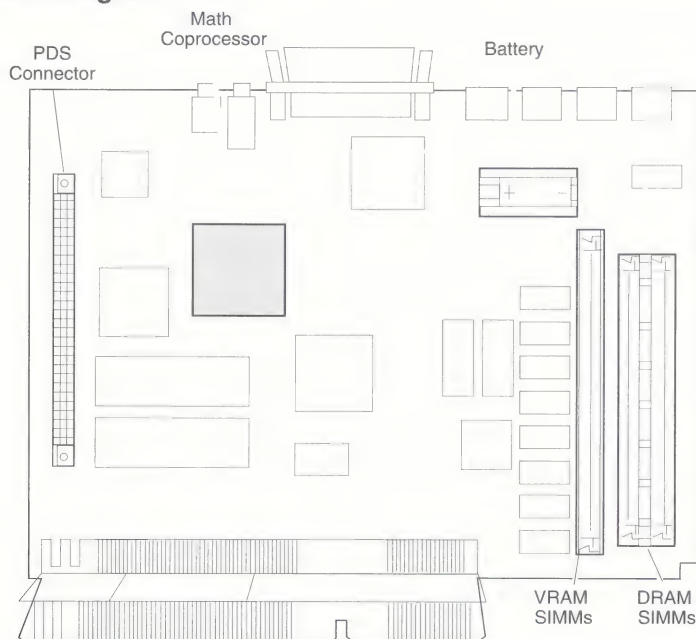 Math
Coprocessor
PDS
Connector
Battery
+ -
VRAM
SIMMs
DRAM
SIMMs